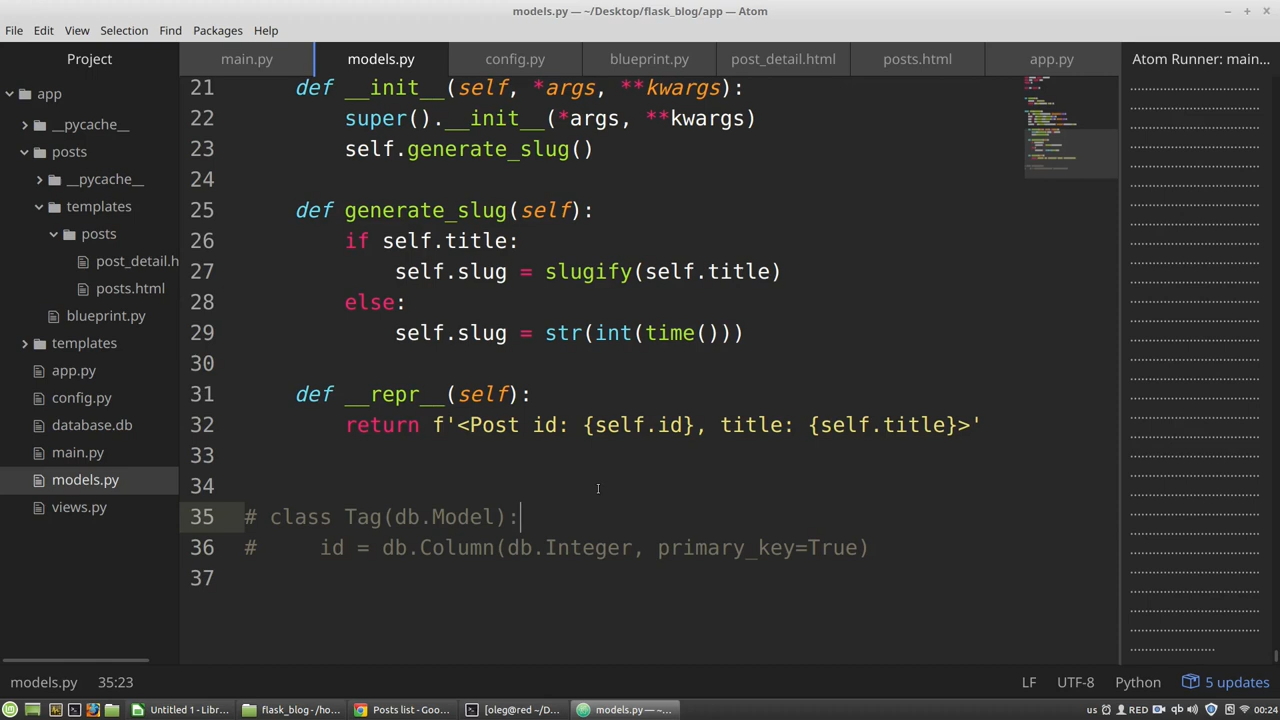 models.py — ~/Desktop/flask_blog/app — Atom
File Edit View Selection Find Packages Help
Project
main.py
models.py
config.py
blueprint.py
post_detail.html
posts.html
app.py
Atom Runner: main...
app
__pycache__
posts
__pycache__
templates
posts
post_detail.h
posts.html
blueprint.py
templates
app.py
config.py
database.db
main.py
models.py
views.py
21 def __init__(self, *args, **kwargs):
22 super().__init__(*args, **kwargs)
23 self.generate_slug()
24
25 def generate_slug(self):
26 if self.title:
27 self.slug = slugify(self.title)
28 else:
29 self.slug = str(int(time()))
30
31 def __repr__(self):
32 return f'<Post id: {self.id}, title: {self.title}>'
33
34
35 # class Tag(db.Model):
36 # id = db.Column(db.Integer, primary_key=True)
37
models.py 35:23 LF UTF-8 Python 5 updates
Untitled 1 - Libr... flask_blog - /ho... Posts list - Goo... [oleg@red ~/D... models.py — ~... us RED qb 00:24